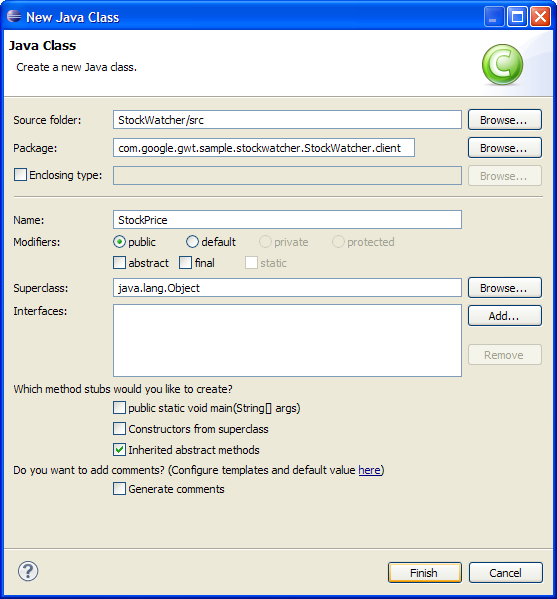 New Java Class
Java Class
Create a new Java class.
Source folder: StockWatcher/src Browse...
Package: com.google.gwt.sample.stockwatcher.StockWatcher.client Browse...
Enclosing type: Browse...
Name: StockPrice
Modifiers: public default private protected
abstract final static
Superclass: java.lang.Object Browse...
Interfaces: Add...
Remove
Which method stubs would you like to create?
public static void main(String[] args)
Constructors from superclass
Inherited abstract methods
Do you want to add comments? (Configure templates and default value here)
Generate comments
? Finish Cancel